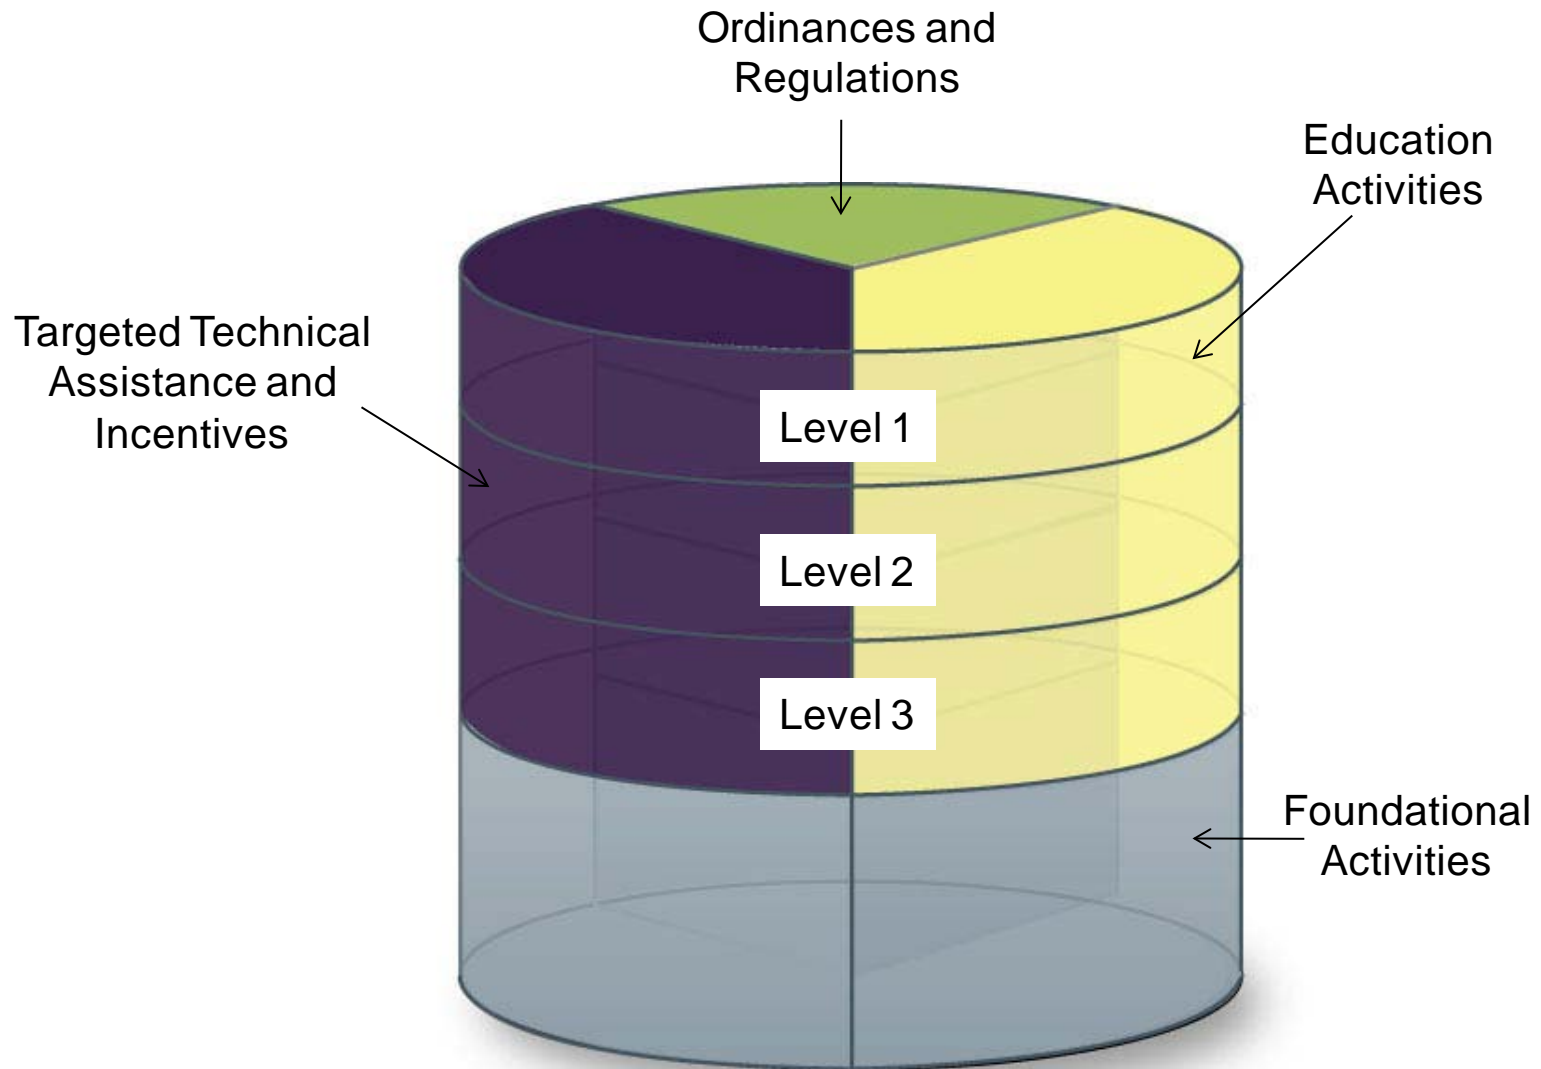 Ordinances and
Regulations
Education
Activities
Targeted Technical
Assistance and
Incentives
Level 1
Level 2
Level 3
Foundational
Activities